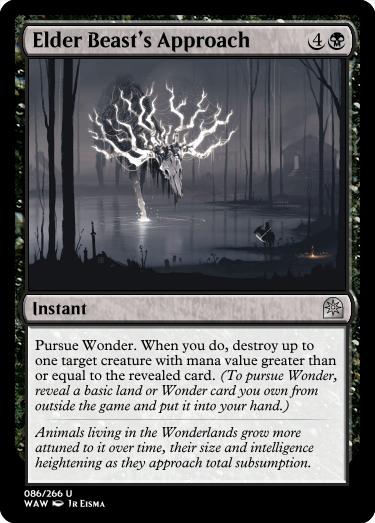 Elder Beast's Approach 4
Instant
Pursue Wonder. When you do, destroy up to
one target creature with mana value greater than
or equal to the revealed card. (To pursue Wonder,
reveal a basic land or Wonder card you own from
outside the game and put it into your hand.)
Animals living in the Wonderlands grow more
attuned to it over time, their size and intelligence
heightening as they approach total subsumption.
086/266 U
WAW Jr Eisma